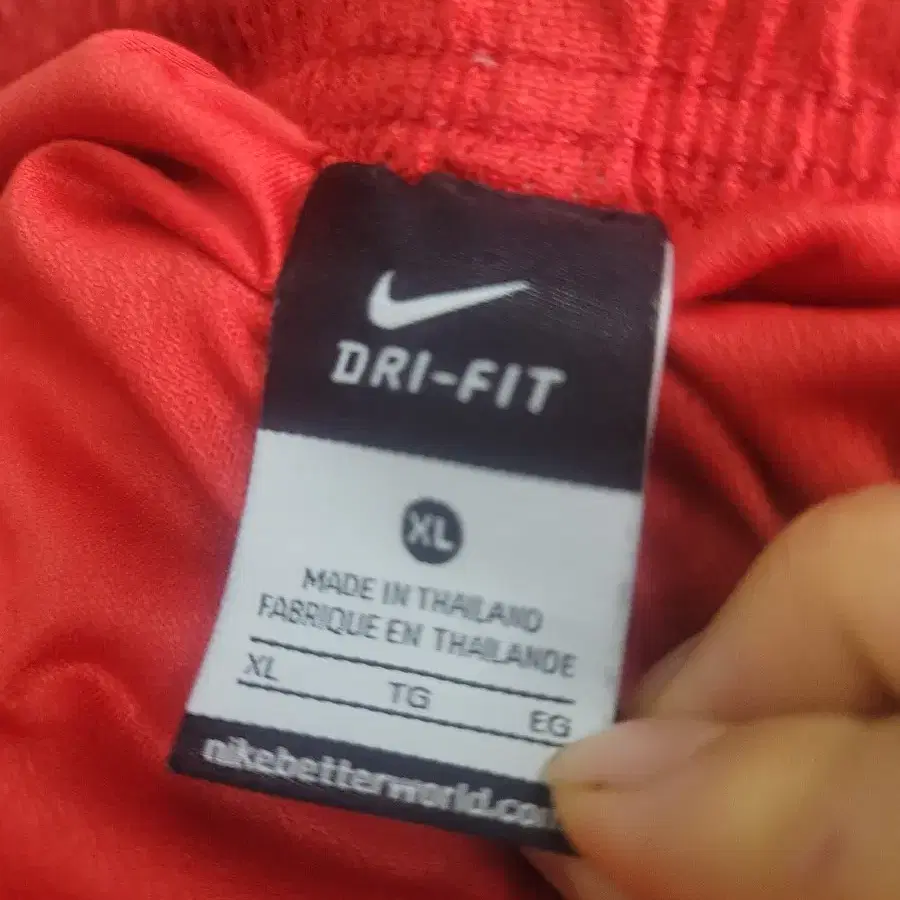 DRI-FIT
XL
MADE IN THAILAND
FABRIQUE EN THAILANDE
XL TG EG
nikebetterworld.com